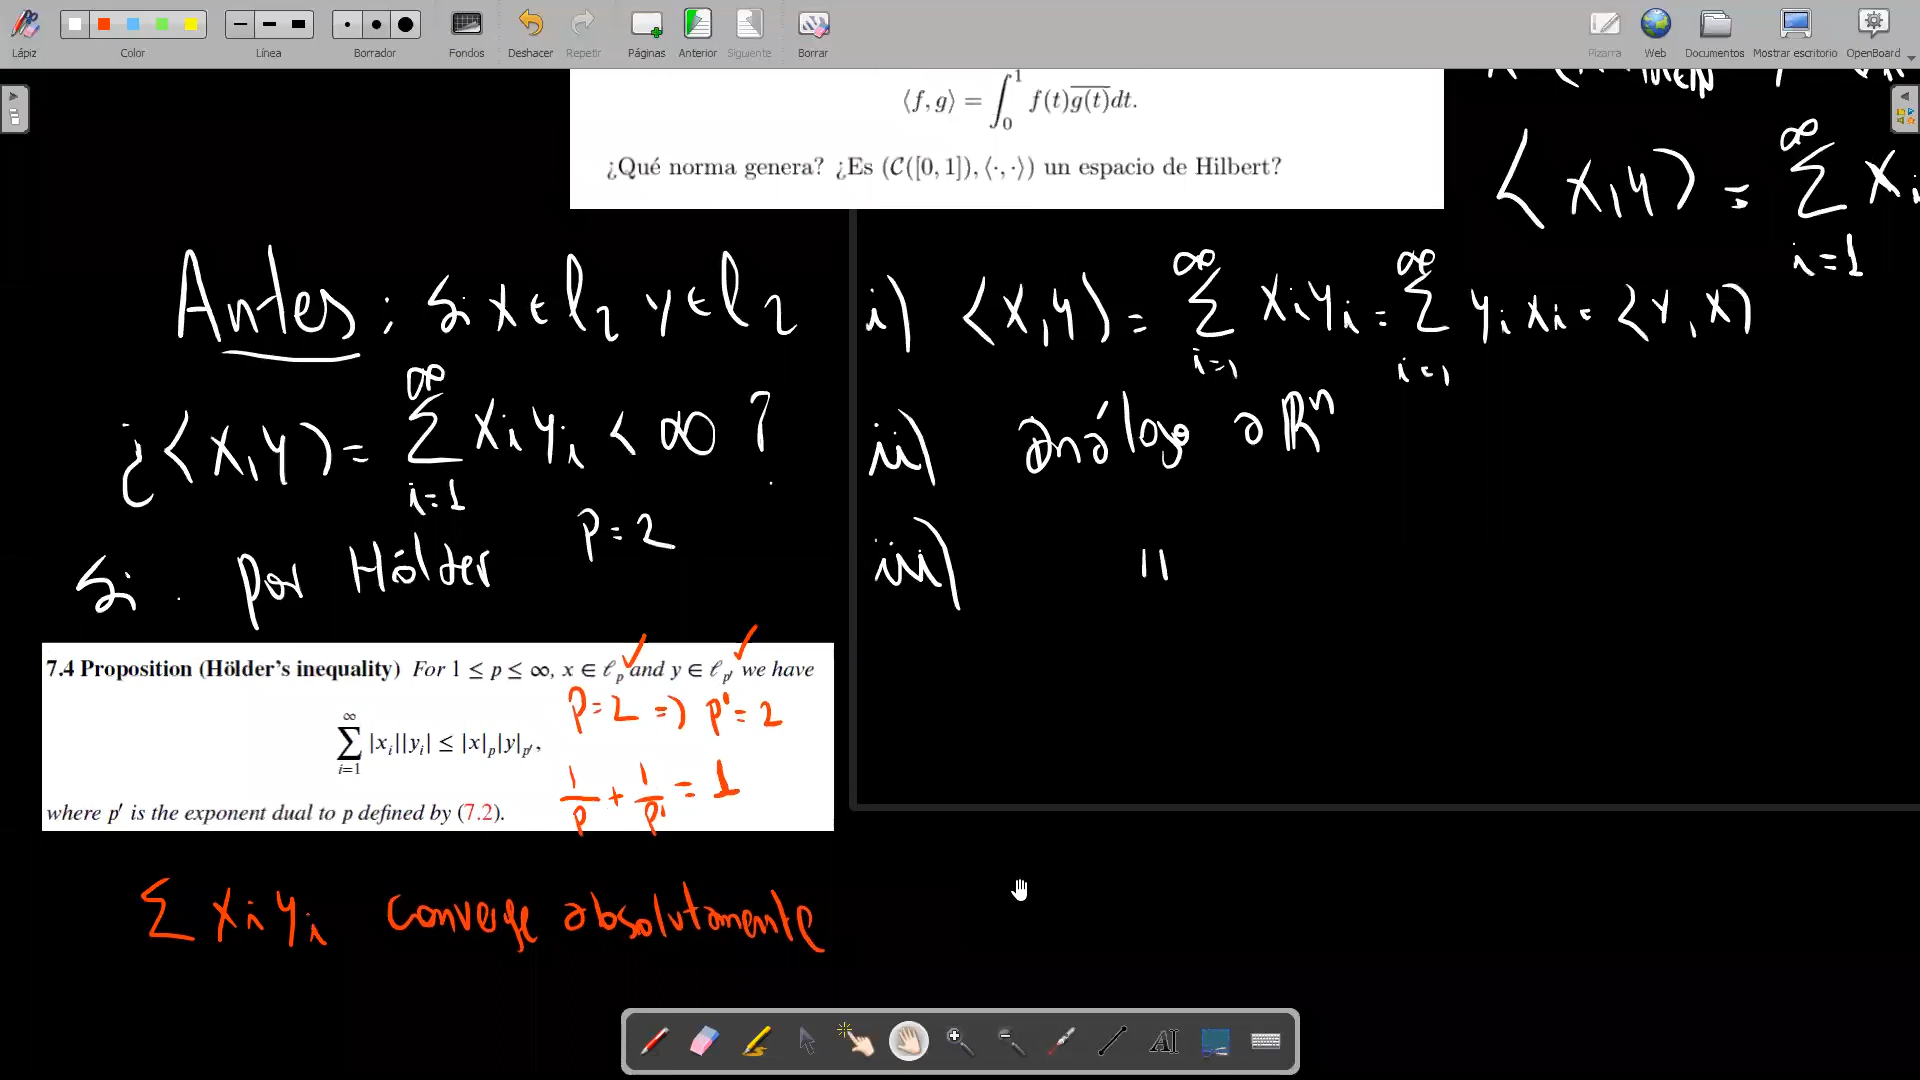 Lápiz Color Línea Borrador Fondos Deshacer Repetir Páginas Anterior Siguiente Borrar Pizarra Web Documentos Mostrar escritorio OpenBoard
⟨f, g⟩ = ∫₀¹ f(t)g̅(̅t̅)̅dt.
¿Qué norma genera? ¿Es (C([0, 1]), ⟨·, ·⟩) un espacio de Hilbert?
⟨x,y⟩ = ∑_{i=1}^{∞} x_i
Antes: Si x ∈ l₂ y ∈ l₂
¿⟨x,y⟩ = ∑_{i=1}^{∞} x_i y_i < ∞ ?
P = 2
Si. por Hölder
7.4 Proposition (Hölder's inequality) For 1 ≤ p ≤ ∞, x ∈ ℓ_p and y ∈ ℓ_p′ we have
✓ ✓
P = 2 => p' = 2
∑_{i=1}^{∞} |x_i||y_i| ≤ |x|_p|y|_p′,
1/p + 1/p' = 1
where p′ is the exponent dual to p defined by (7.2).
∑ x_i y_i converge absolutamente
i) ⟨x,y⟩ = ∑_{i=1}^{∞} x_i y_i = ∑_{i=1}^{∞} y_i x_i = ⟨y, x⟩
ii) análogo a ℝⁿ
iii) "
AI